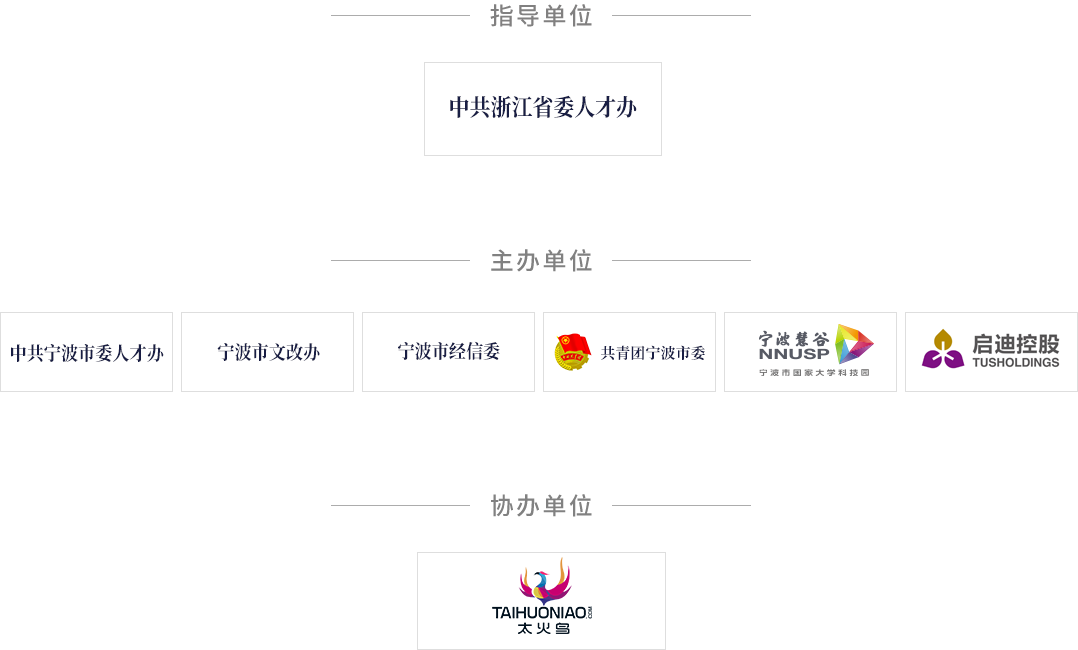 指导单位
中共浙江省委人才办
主办单位
中共宁波市委人才办
宁波市文改办
宁波市经信委
共青团宁波市委
宁波慧谷
NNUSP
宁波市国家大学科技园
启迪控股
TUSHOLDINGS
协办单位
TAIHUONIAO.COM
太火鸟